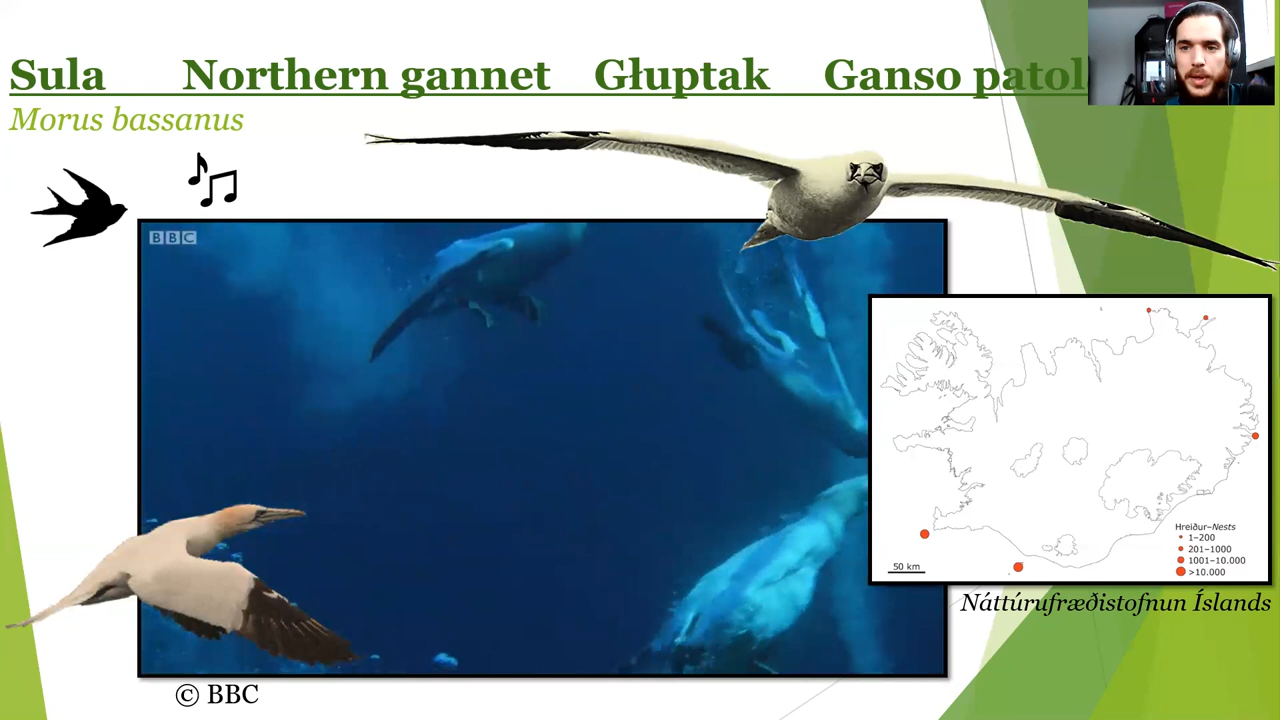 Sula Northern gannet Głuptak Ganso patol
Morus bassanus
BBC
Hreiður–Nests
1–200
201–1000
1001–10.000
>10.000
50 km
Náttúrufræðistofnun Íslands
© BBC